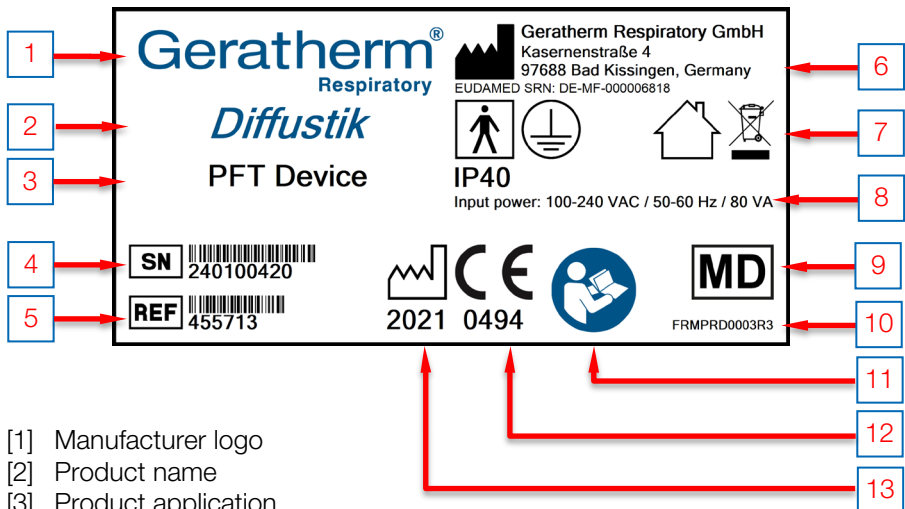 1
Geratherm®
Respiratory
2
Diffustik
3
PFT Device
4
SN
240100420
5
REF
455713
Geratherm Respiratory GmbH
Kasernenstraße 4
97688 Bad Kissingen, Germany
EUDAMED SRN: DE-MF-000006818
6
7
IP40
Input power: 100-240 VAC / 50-60 Hz / 80 VA
8
CE
2021 0494
MD
9
FRMPRD0003R3
10
11
12
13
[1] Manufacturer logo
[2] Product name
[3] Product application